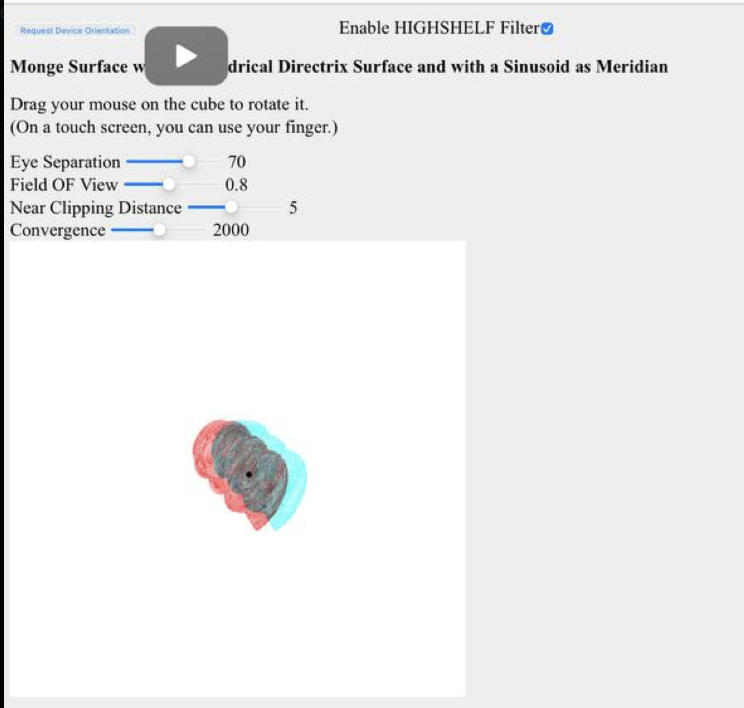 Request Device Orientation
Enable HIGHSHELF Filter
Monge Surface w drical Directrix Surface and with a Sinusoid as Meridian
Drag your mouse on the cube to rotate it.
(On a touch screen, you can use your finger.)
Eye Separation 70
Field OF View 0.8
Near Clipping Distance 5
Convergence 2000